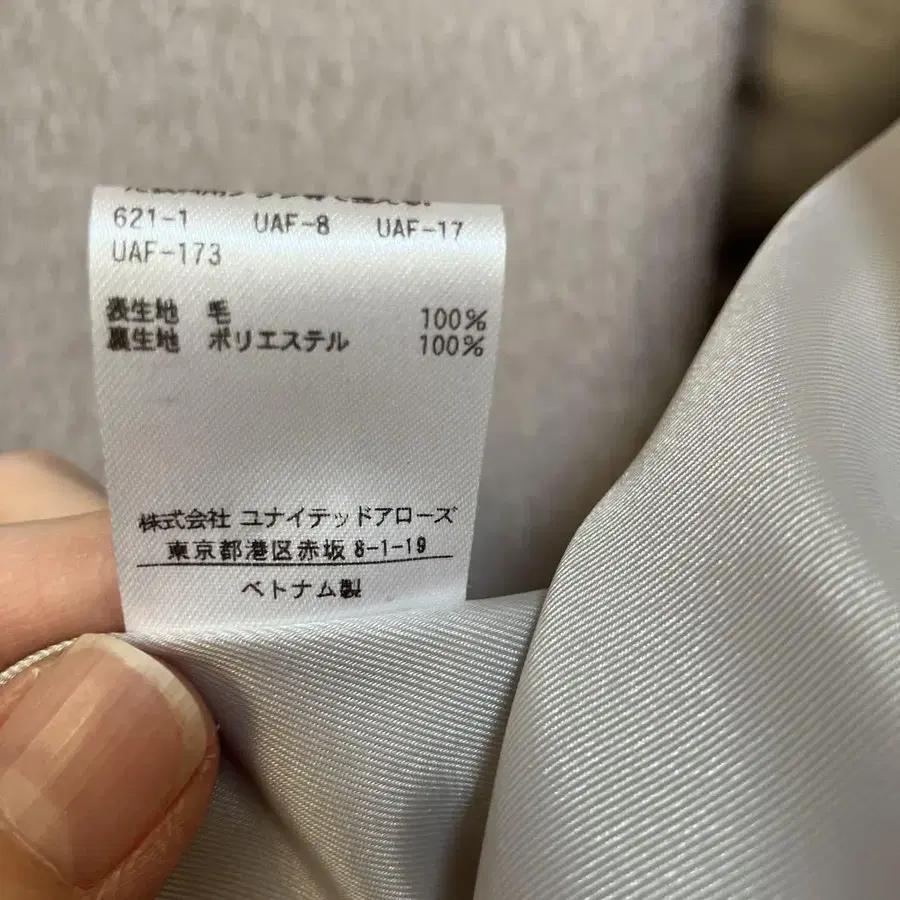 621-1 UAF-8 UAF-17
UAF-173
表生地 毛 100%
裏生地 ポリエステル 100%
株式会社 ユナイテッドアローズ
東京都港区赤坂 8-1-19
ベトナム製